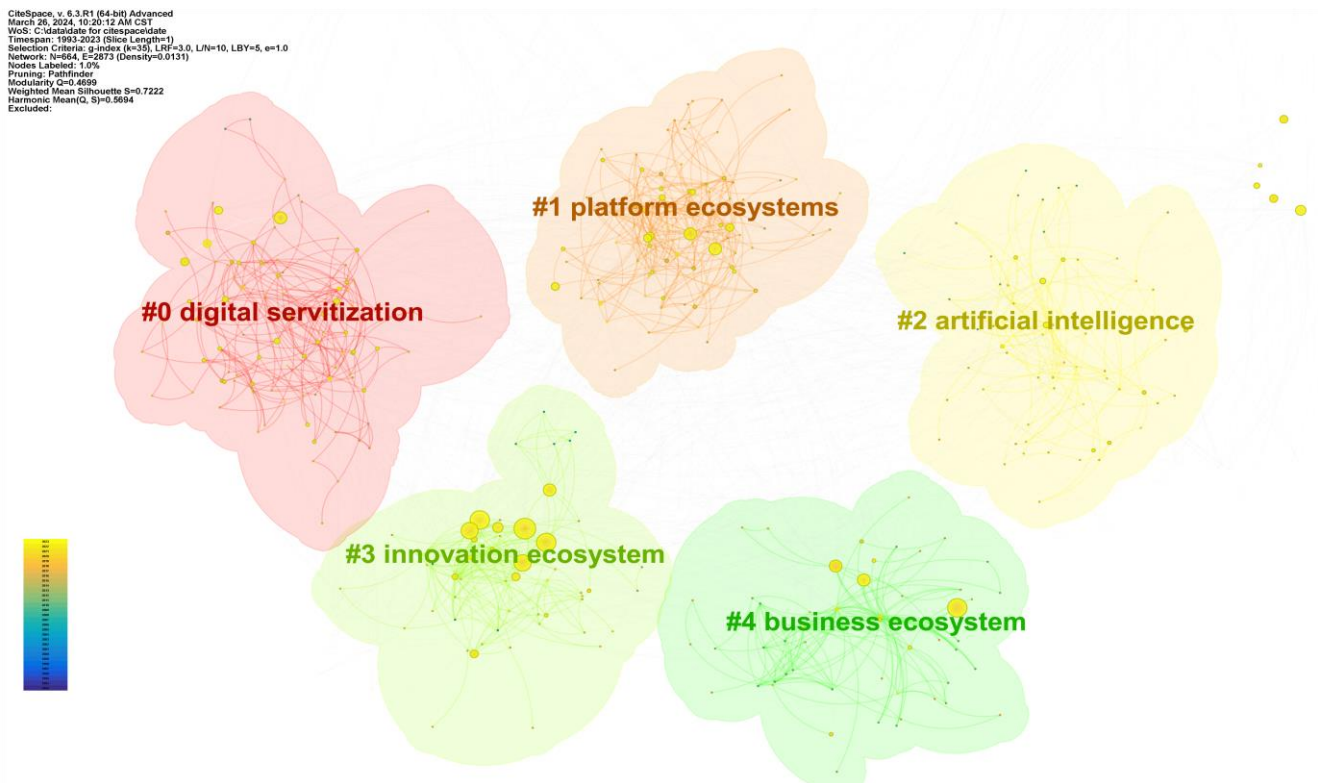 CiteSpace, v. 6.3.R1 (64-bit) Advanced
March 26, 2024, 10:20:12 AM CST
WoS: C:\data\date for citespace\date
Timespan: 1993-2023 (Slice Length=1)
Selection Criteria: g-index (k=35), LRF=3.0, L/N=10, LBY=5, e=1.0
Network: N=664, E=2873 (Density=0.0131)
Nodes Labeled: 1.0%
Pruning: Pathfinder
Modularity Q=0.4699
Weighted Mean Silhouette S=0.7222
Harmonic Mean(Q, S)=0.5694
Excluded:
#1 platform ecosystems
#0 digital servitization
#2 artificial intelligence
#3 innovation ecosystem
#4 business ecosystem